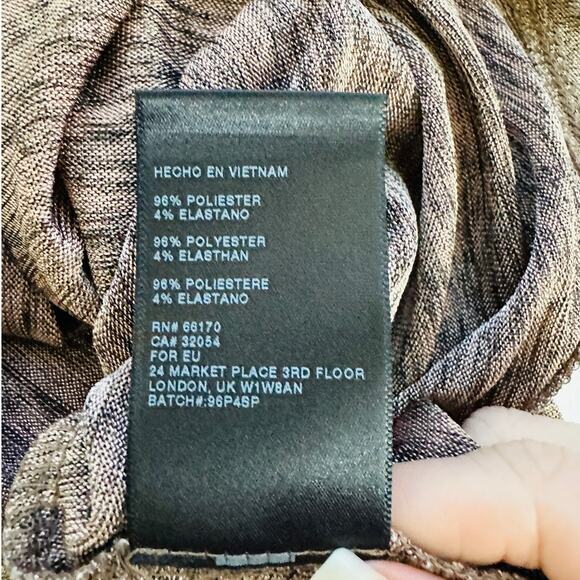 HECHO EN VIETNAM
96% POLIESTER
4% ELASTANO
96% POLYESTER
4% ELASTHAN
96% POLIESTERE
4% ELASTANO
RN# 66170
CA# 32054
FOR EU
24 MARKET PLACE 3RD FLOOR
LONDON, UK W1W8AN
BATCH#:96P4SP